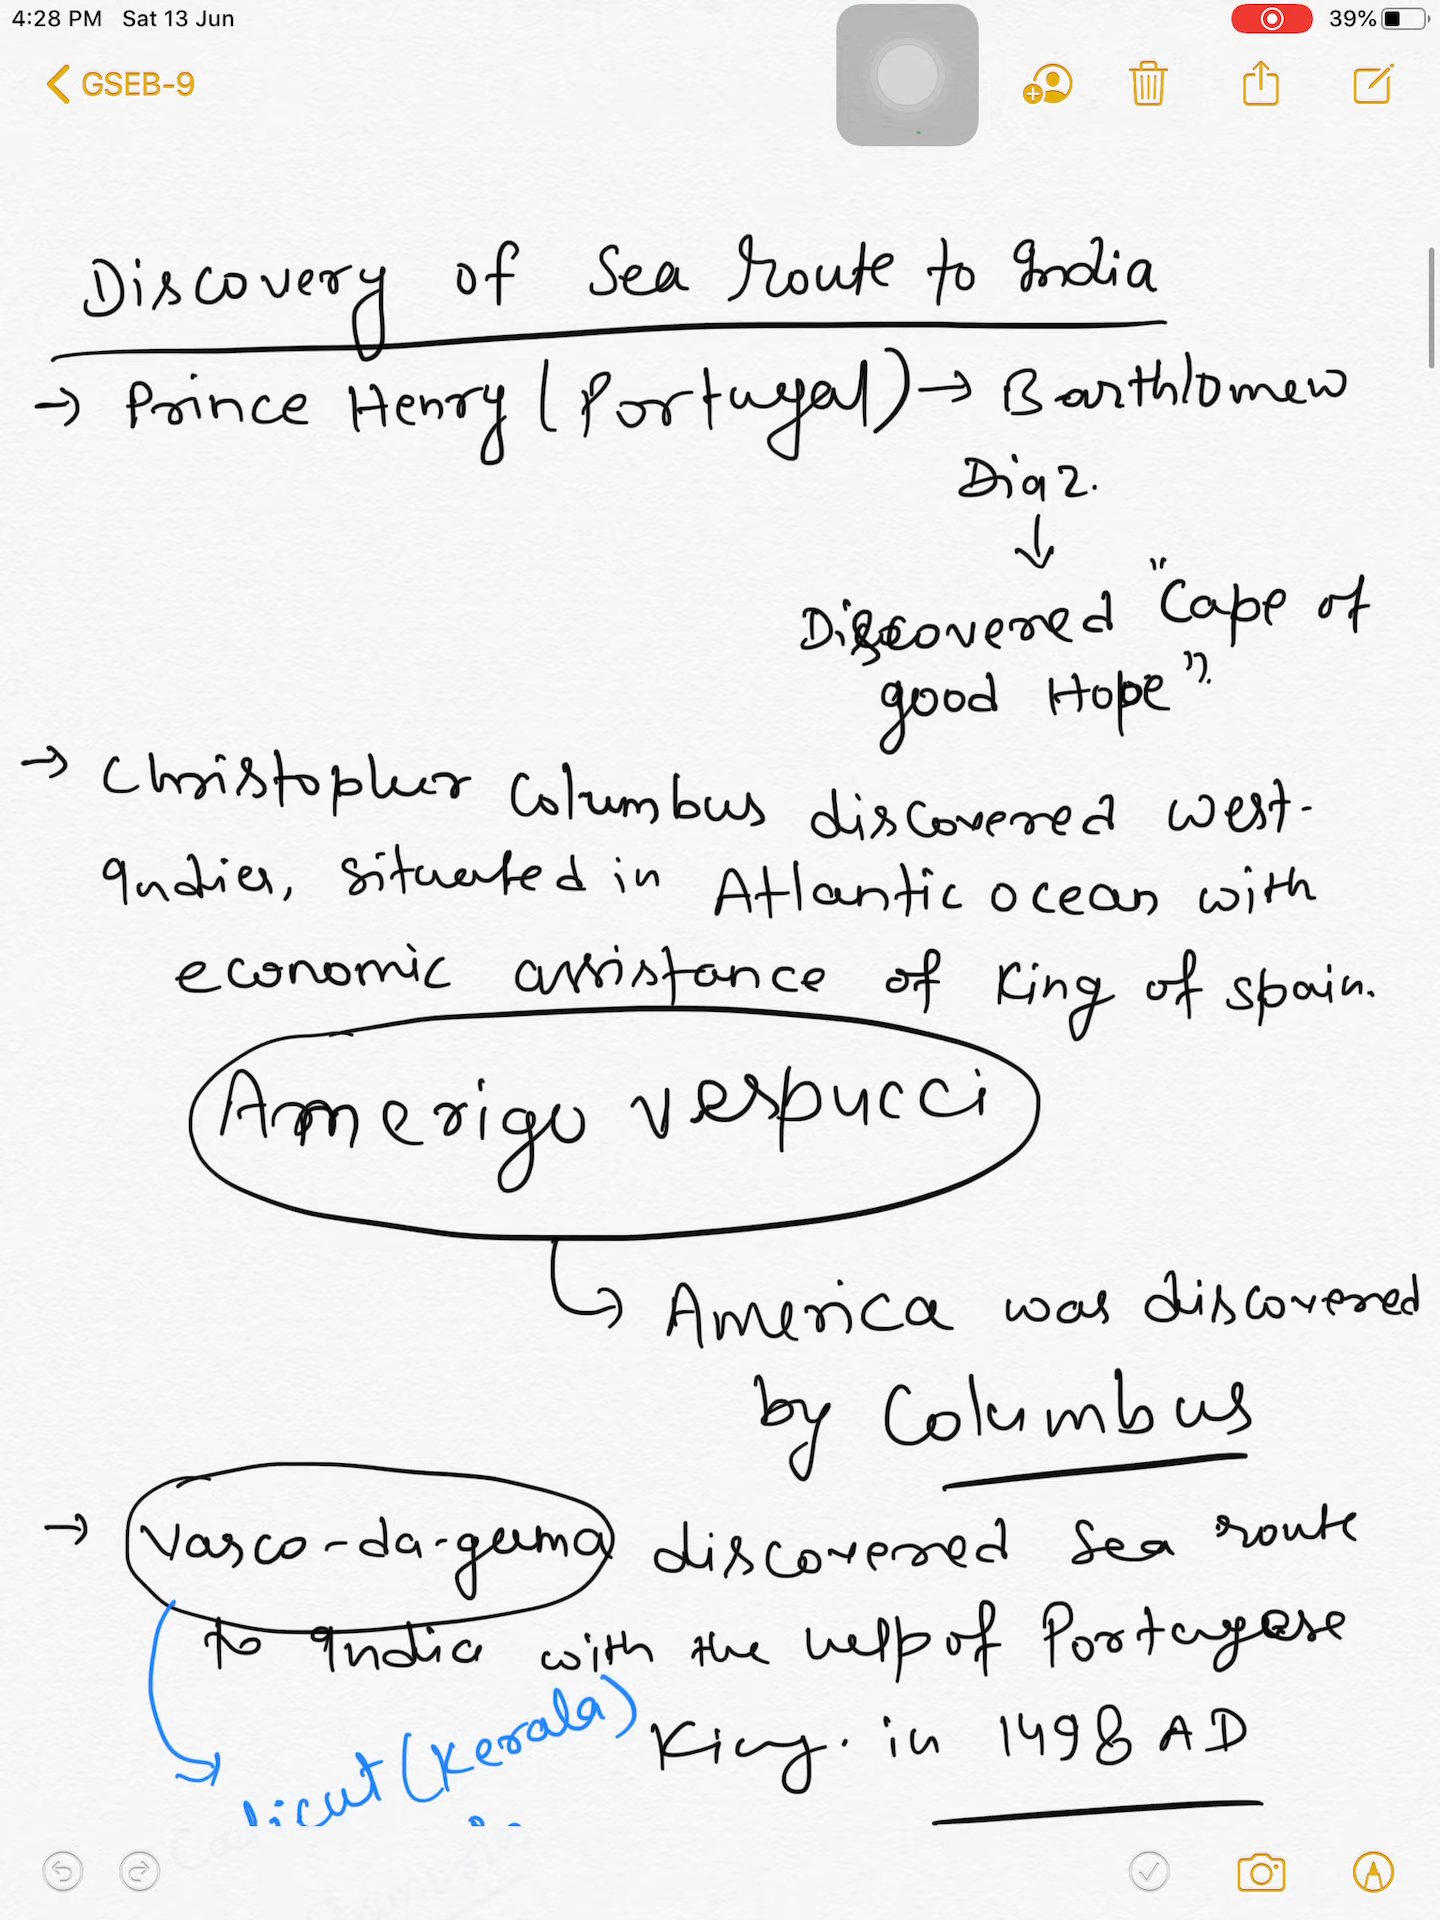 4:28 PM Sat 13 Jun
39%
GSEB-9
Discovery of Sea Route to India
→ Prince Henry (Portugal) → Barthlomew
Diaz.
↓
Discovered "Cape of
good Hope".
→ Christopher Columbus discovered west-
Indies, situated in Atlantic ocean with
economic assistance of King of spain.
Amerigo vespucci
↳ America was discovered
by Columbus
→ Vasco-da-gama discovered Sea route
to India with the help of Portugese
King. in 1498 AD
Calicut (Kerala)